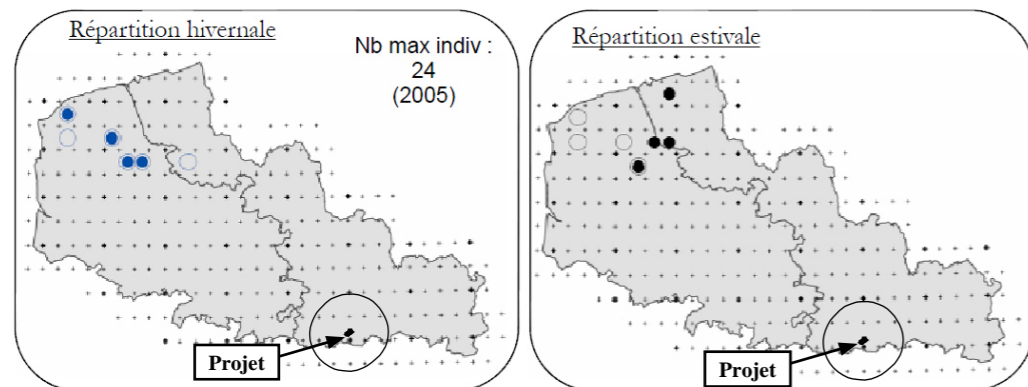 Répartition hivernale
Nb max indiv :
24
(2005)
Projet
Répartition estivale
Projet